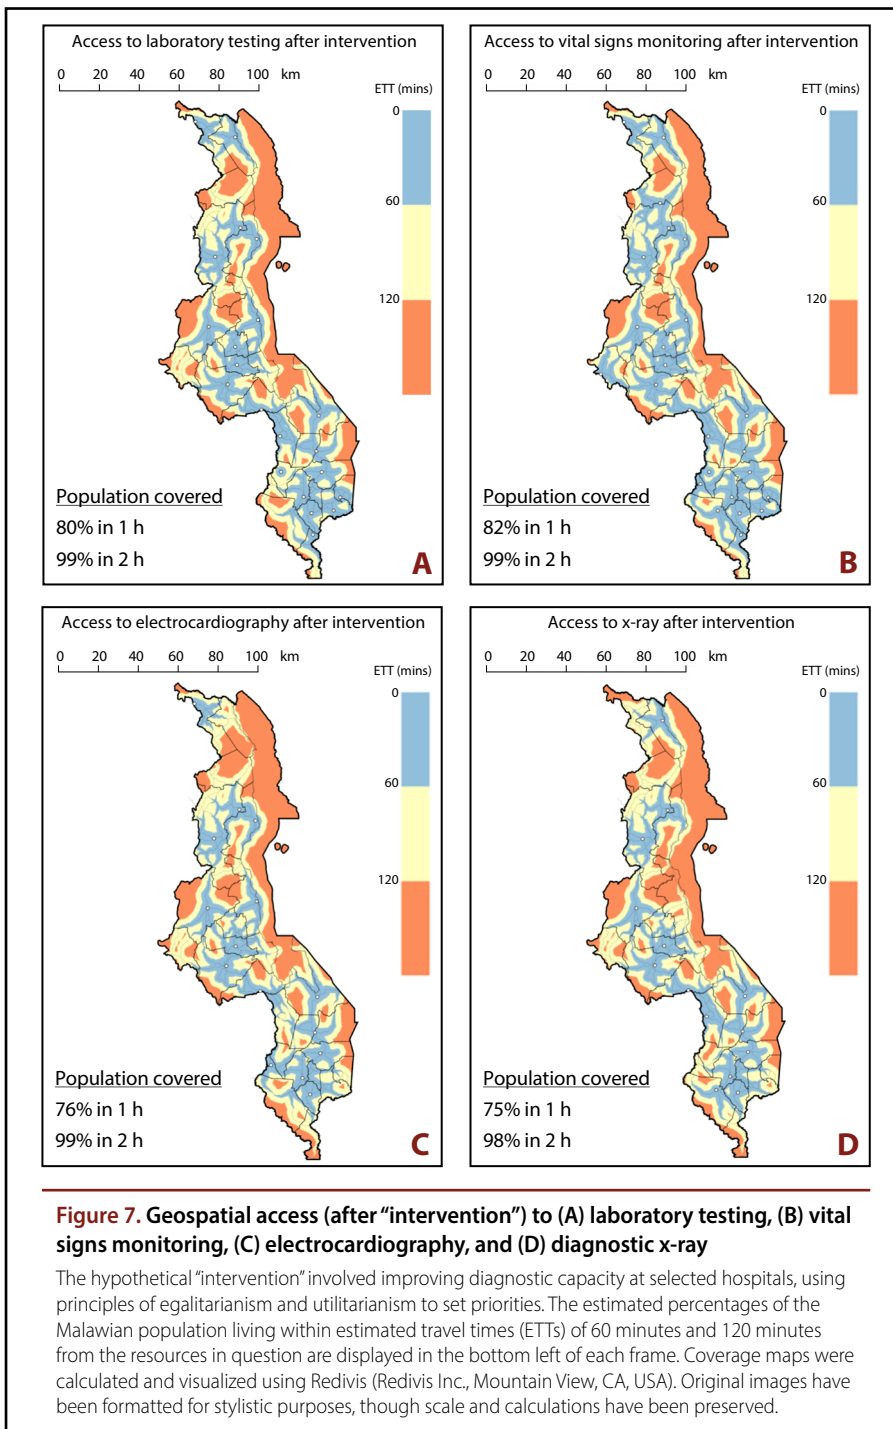 Access to laboratory testing after intervention
0 20 40 60 80 100 km
ETT (mins)
0
60
120
Population covered
80% in 1 h
99% in 2 h
A
Access to vital signs monitoring after intervention
0 20 40 60 80 100 km
ETT (mins)
0
60
120
Population covered
82% in 1 h
99% in 2 h
B
Access to electrocardiography after intervention
0 20 40 60 80 100 km
ETT (mins)
0
60
120
Population covered
76% in 1 h
99% in 2 h
C
Access to x-ray after intervention
0 20 40 60 80 100 km
ETT (mins)
0
60
120
Population covered
75% in 1 h
98% in 2 h
D
Figure 7. Geospatial access (after “intervention”) to (A) laboratory testing, (B) vital
signs monitoring, (C) electrocardiography, and (D) diagnostic x-ray
The hypothetical “intervention” involved improving diagnostic capacity at selected hospitals, using
principles of egalitarianism and utilitarianism to set priorities. The estimated percentages of the
Malawian population living within estimated travel times (ETTs) of 60 minutes and 120 minutes
from the resources in question are displayed in the bottom left of each frame. Coverage maps were
calculated and visualized using Redivis (Redivis Inc., Mountain View, CA, USA). Original images have
been formatted for stylistic purposes, though scale and calculations have been preserved.